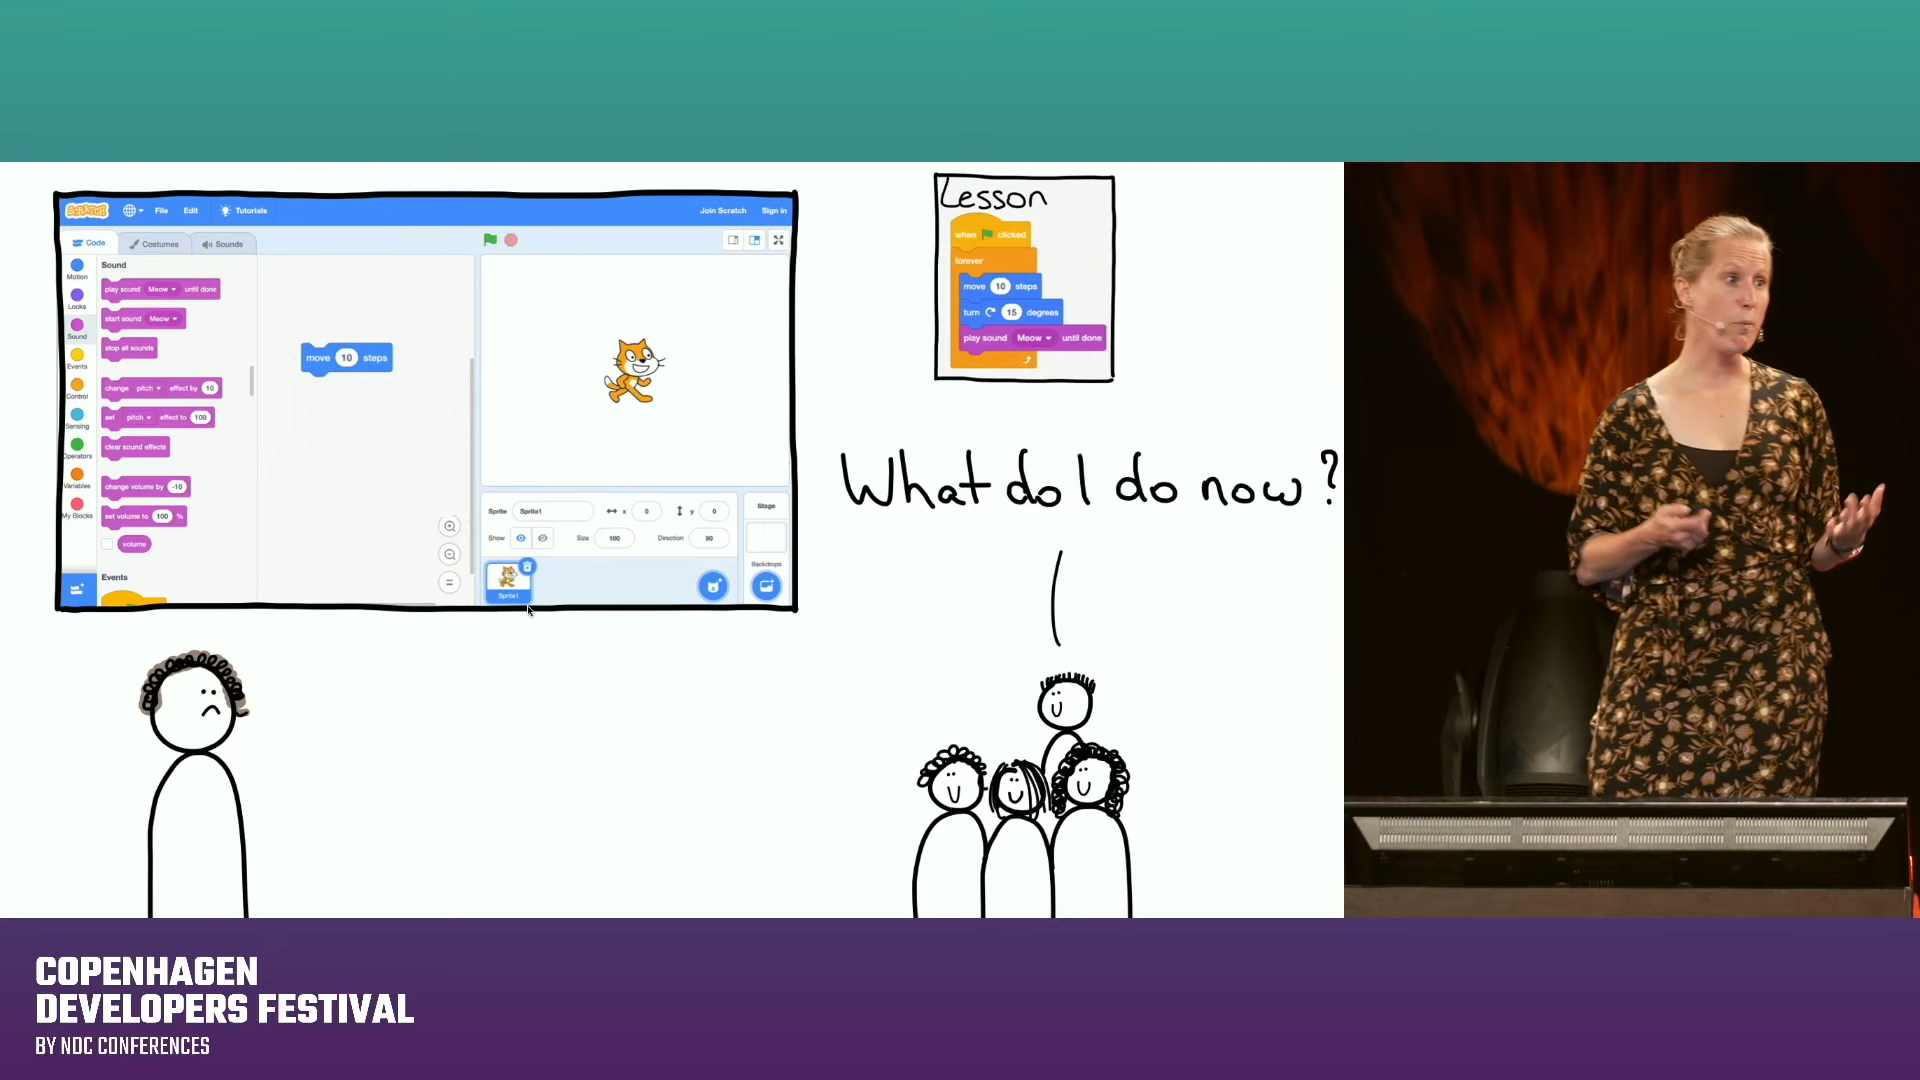 SCRATCH File Edit Tutorials Join Scratch Sign in
Code Costumes Sounds
Motion
Looks
Sound
Events
Control
Sensing
Operators
Variables
My Blocks
Sound
play sound Meow until done
start sound Meow
stop all sounds
change pitch effect by 10
set pitch effect to 100
clear sound effects
change volume by -10
set volume to 100 %
volume
Events
move 10 steps
Sprite Sprite1 x 0 y 0
Show Size 100 Direction 90
Sprite1
Stage
Backdrops
Lesson
when clicked
forever
move 10 steps
turn 15 degrees
play sound Meow until done
What do I do now?
COPENHAGEN
DEVELOPERS FESTIVAL
BY NDC CONFERENCES